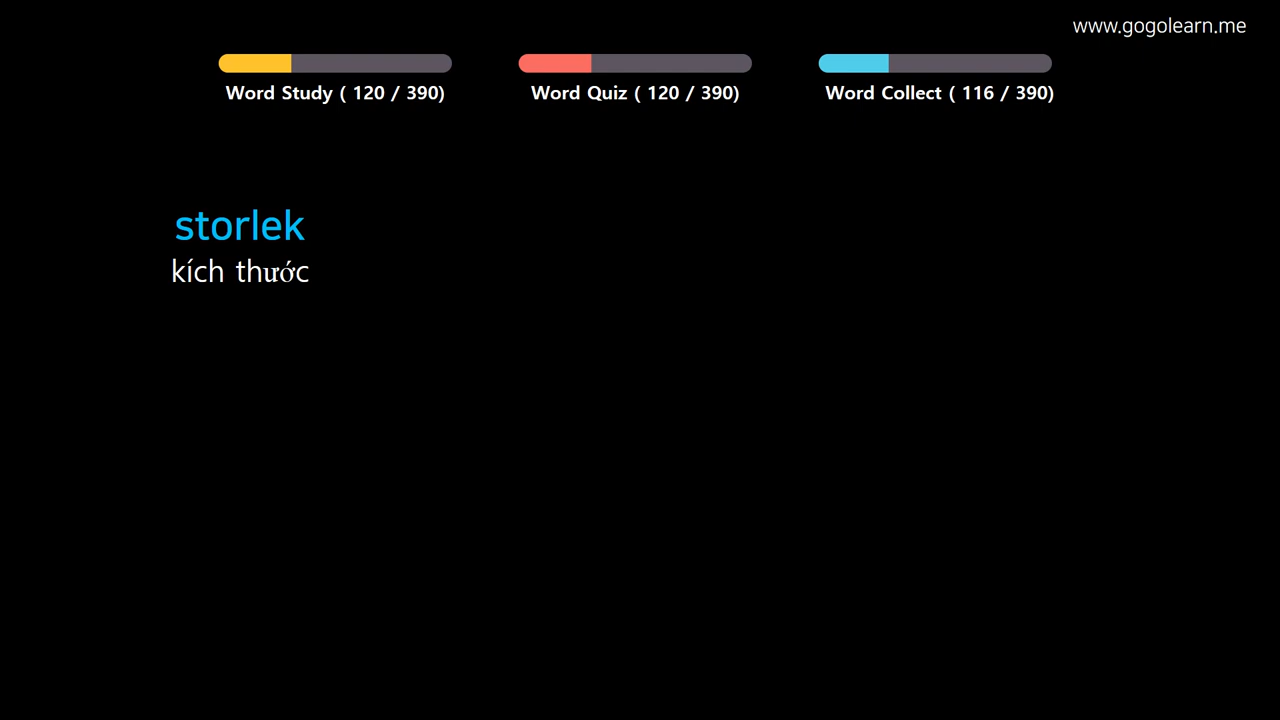 www.gogolearn.me
Word Study ( 120 / 390)
Word Quiz ( 120 / 390)
Word Collect ( 116 / 390)
storlek
kích thước